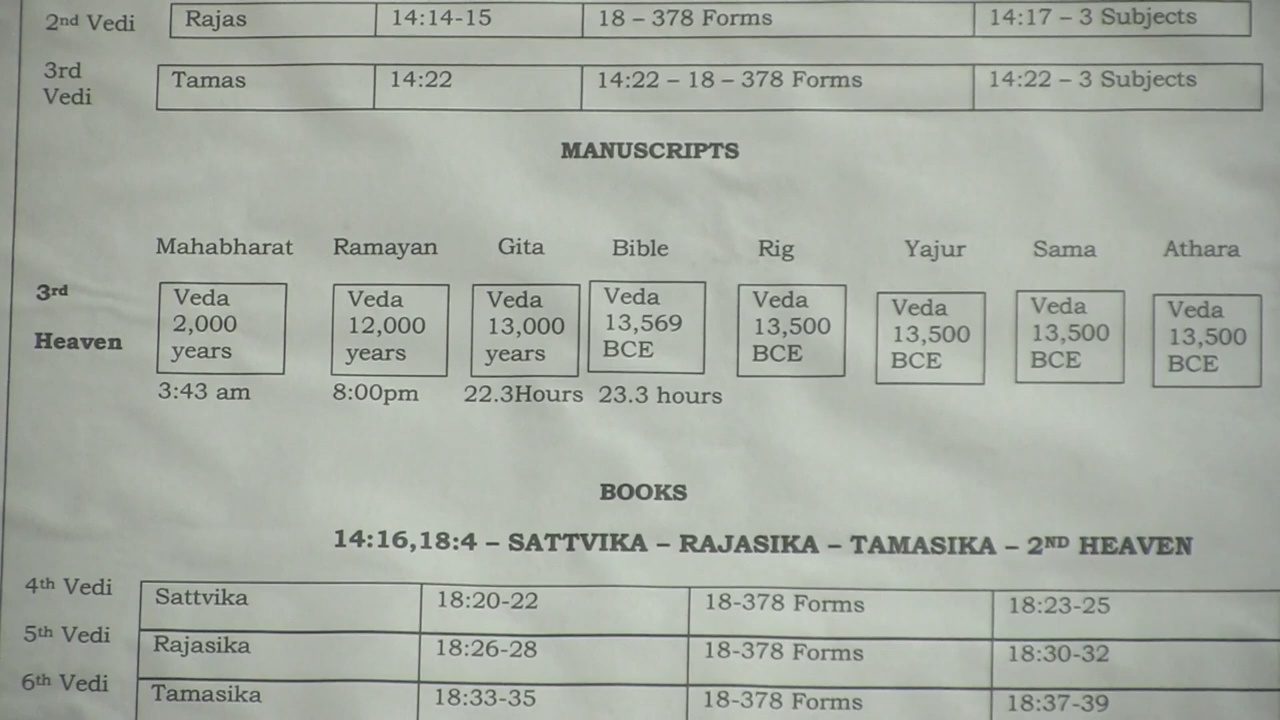 2nd Vedi Rajas 14:14-15 18 – 378 Forms 14:17 – 3 Subjects
3rd
Vedi Tamas 14:22 14:22 – 18 – 378 Forms 14:22 – 3 Subjects
MANUSCRIPTS
Mahabharat Ramayan Gita Bible Rig Yajur Sama Athara
3rd Veda Veda Veda Veda Veda Veda Veda Veda
2,000 12,000 13,000 13,569 13,500 13,500 13,500 13,500
Heaven years years years BCE BCE BCE BCE BCE
3:43 am 8:00pm 22.3Hours 23.3 hours
BOOKS
14:16,18:4 – SATTVIKA – RAJASIKA – TAMASIKA – 2ND HEAVEN
4th Vedi Sattvika 18:20-22 18-378 Forms 18:23-25
5th Vedi Rajasika 18:26-28 18-378 Forms 18:30-32
6th Vedi Tamasika 18:33-35 18-378 Forms 18:37-39